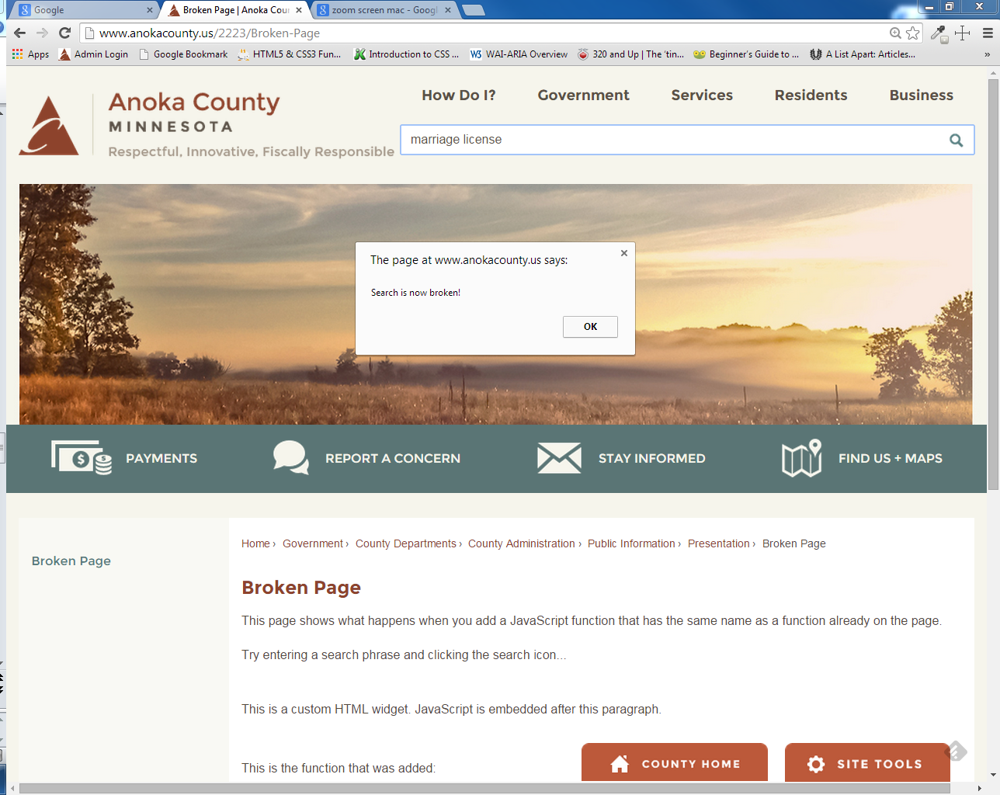 Google
Broken Page | Anoka Cou
zoom screen mac - Googl
www.anokacounty.us/2223/Broken-Page
Apps
Admin Login
Google Bookmark
HTML5 & CSS3 Fun...
Introduction to CSS ...
W3
WAI-ARIA Overview
320 and Up | The 'tin...
Beginner's Guide to ...
A List Apart: Articles...
»
Anoka County
MINNESOTA
Respectful, Innovative, Fiscally Responsible
How Do I?
Government
Services
Residents
Business
marriage license
The page at www.anokacounty.us says:
Search is now broken!
OK
PAYMENTS
REPORT A CONCERN
STAY INFORMED
FIND US + MAPS
Broken Page
Home › Government › County Departments › County Administration › Public Information › Presentation › Broken Page
Broken Page
This page shows what happens when you add a JavaScript function that has the same name as a function already on the page.
Try entering a search phrase and clicking the search icon...
This is a custom HTML widget. JavaScript is embedded after this paragraph.
This is the function that was added:
COUNTY HOME
SITE TOOLS